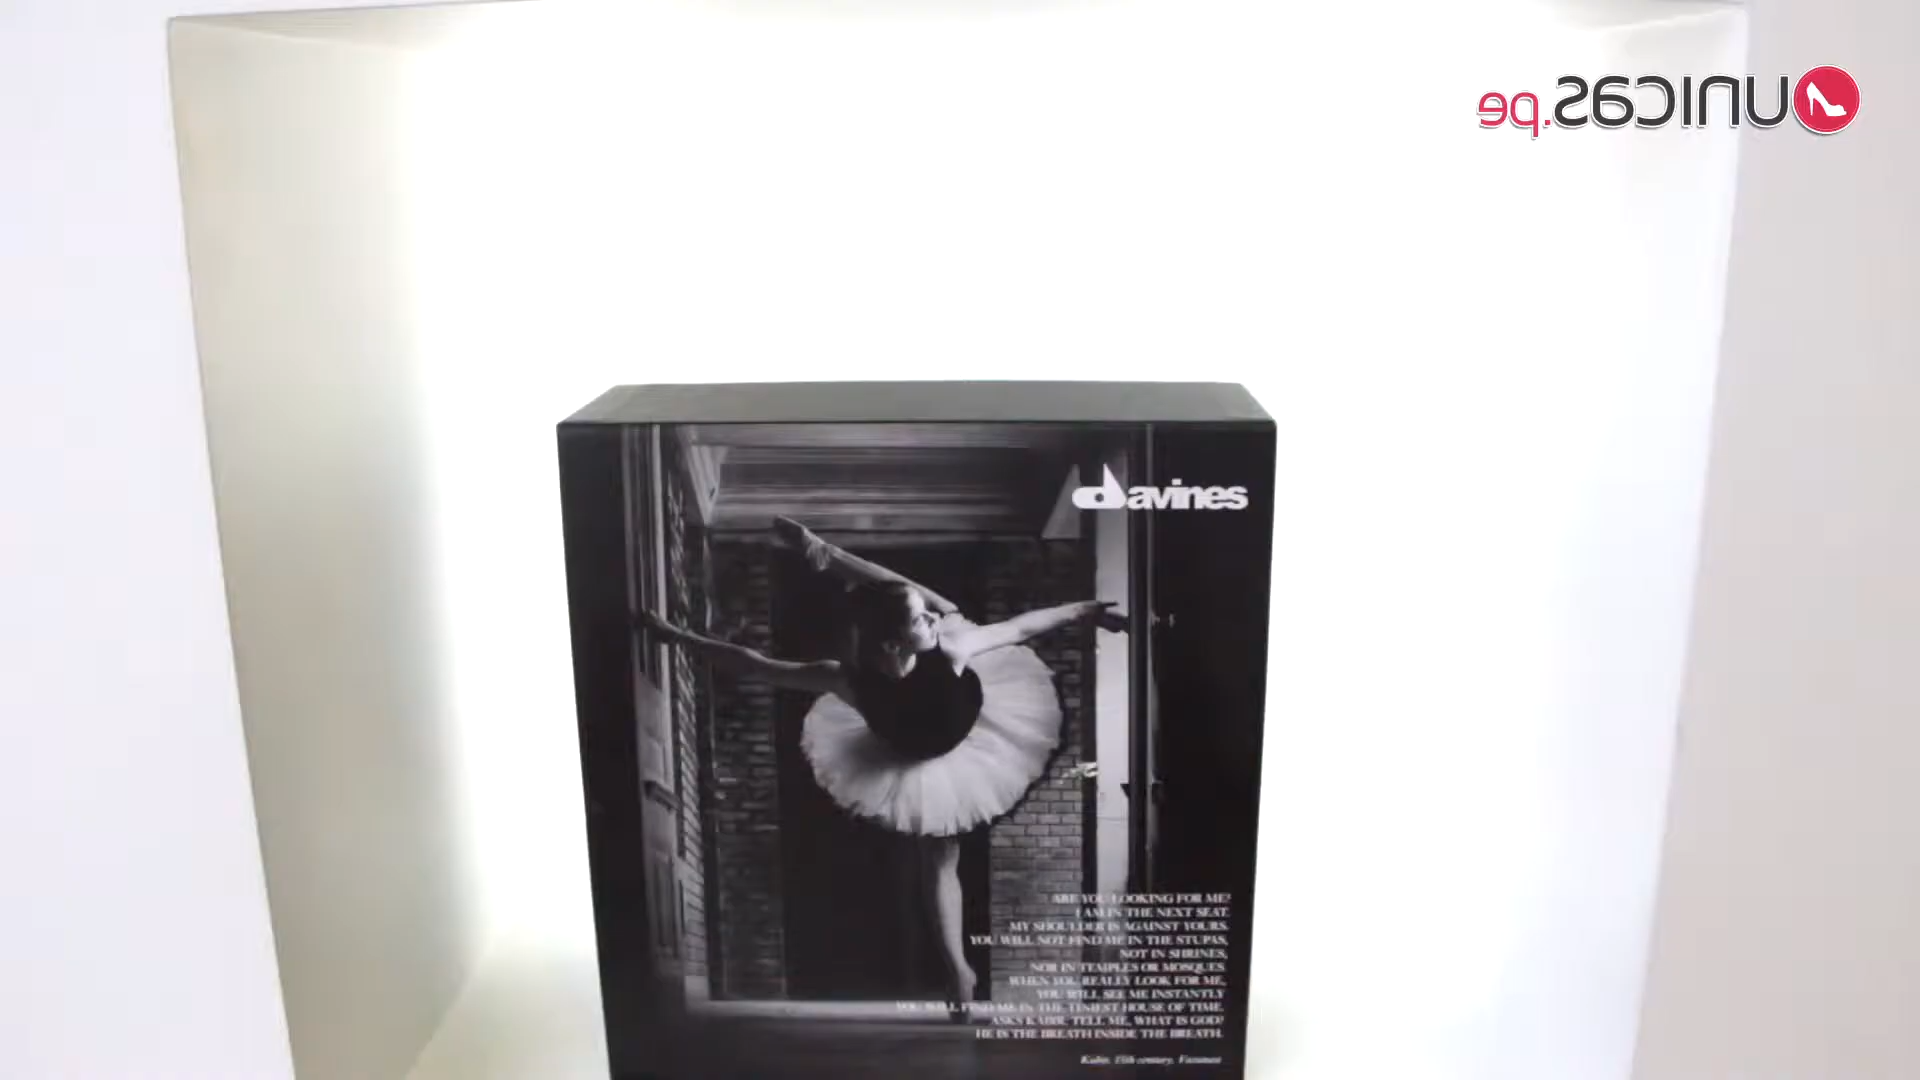 unicas.pe
davines
ARE YOU LOOKING FOR ME?
I AM IN THE NEXT SEAT.
MY SHOULDER IS AGAINST YOURS.
YOU WILL NOT FIND ME IN THE STUPAS,
NOT IN SHRINES,
NOR IN TEMPLES OR MOSQUES.
WHEN YOU REALLY LOOK FOR ME,
YOU WILL SEE ME INSTANTLY
YOU WILL FIND ME IN THE TINIEST HOUSE OF TIME.
ASKS KABIR, TELL ME, WHAT IS GOD?
HE IS THE BREATH INSIDE THE BREATH.
Kabir, 15th century,